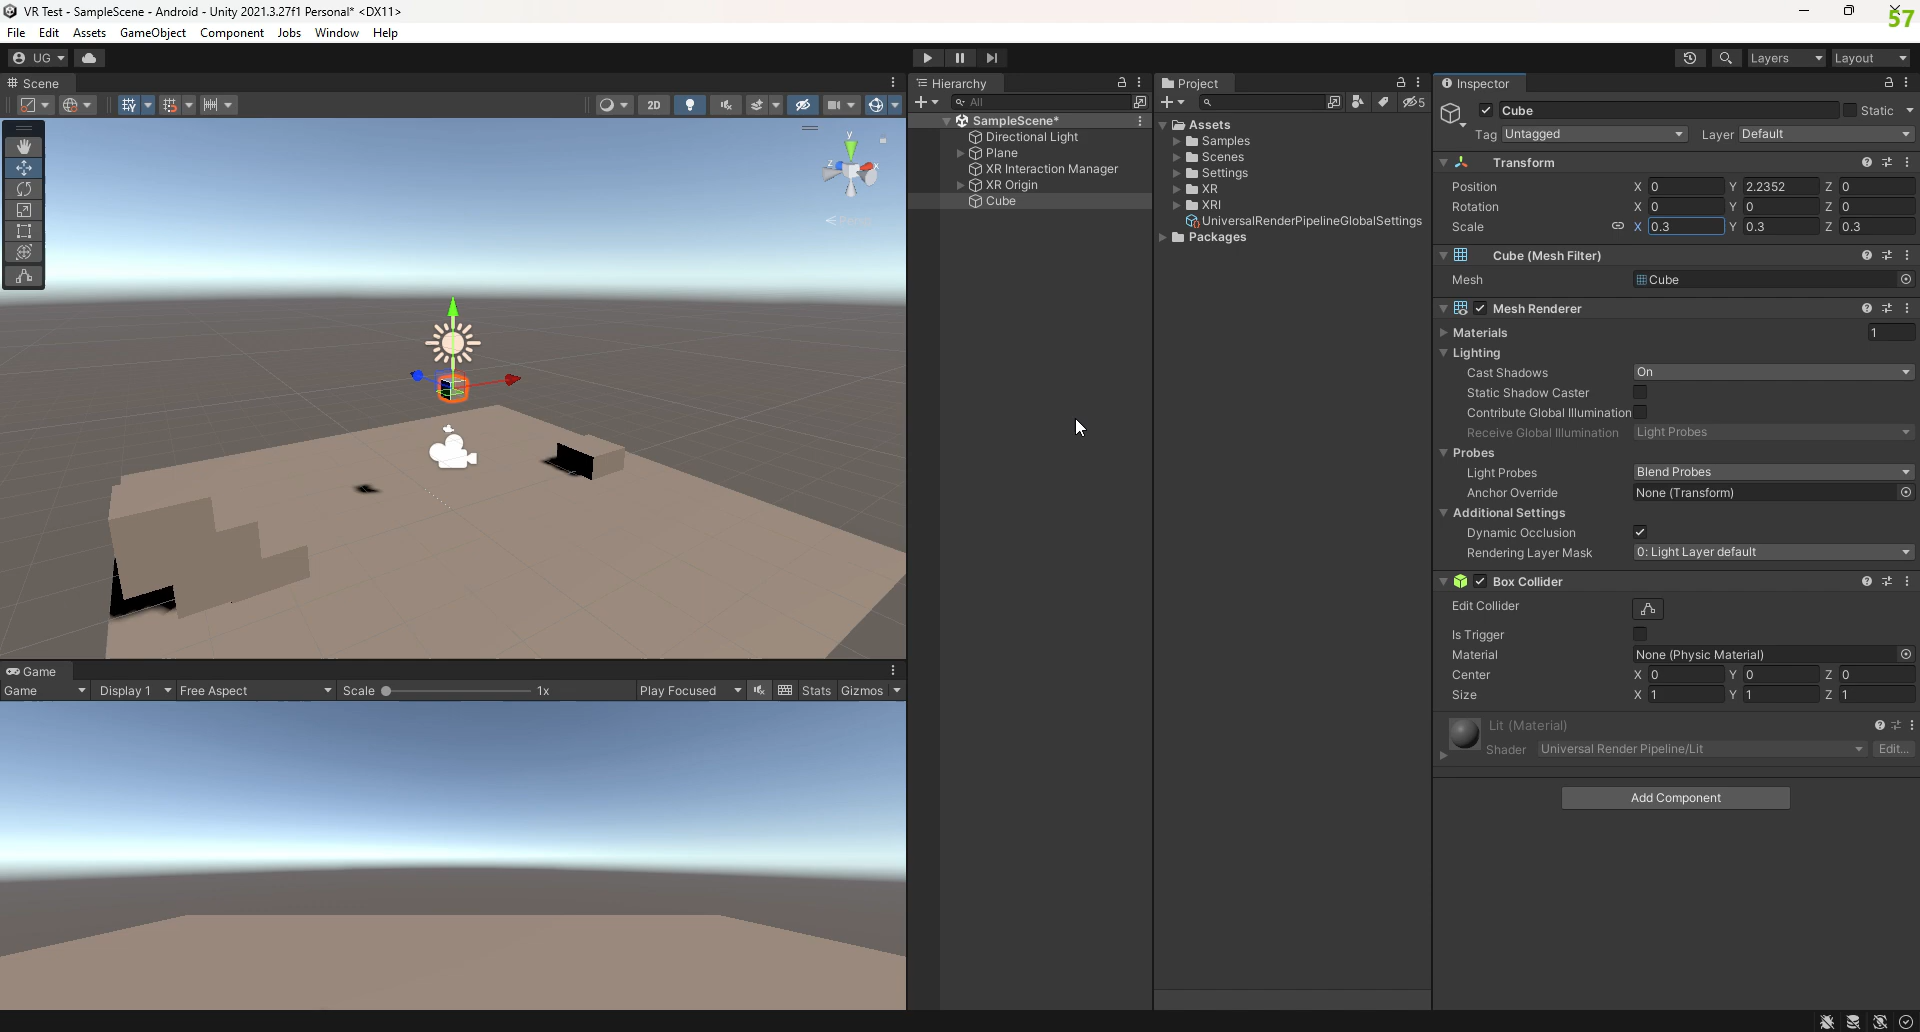 VR Test - SampleScene - Android - Unity 2021.3.27f1 Personal* <DX11>
57
File Edit Assets GameObject Component Jobs Window Help
UG Layers Layout
Scene
2D
y
z x
Hierarchy
All
SampleScene*
Directional Light
Plane
XR Interaction Manager
XR Origin
Cube
Project
5
Assets
Samples
Scenes
Settings
XR
XRI
UniversalRenderPipelineGlobalSettings
Packages
Inspector
Cube Static
Tag Untagged Layer Default
Transform
Position X 0 Y 2.2352 Z 0
Rotation X 0 Y 0 Z 0
Scale X 0.3 Y 0.3 Z 0.3
Cube (Mesh Filter)
Mesh Cube
Mesh Renderer
Materials 1
Lighting
Cast Shadows On
Static Shadow Caster
Contribute Global Illumination
Receive Global Illumination Light Probes
Probes
Light Probes Blend Probes
Anchor Override None (Transform)
Additional Settings
Dynamic Occlusion
Rendering Layer Mask 0: Light Layer default
Box Collider
Edit Collider
Is Trigger
Material None (Physic Material)
Center X 0 Y 0 Z 0
Size X 1 Y 1 Z 1
Lit (Material)
Shader Universal Render Pipeline/Lit Edit...
Add Component
Game
Game Display 1 Free Aspect Scale 1x Play Focused Stats Gizmos